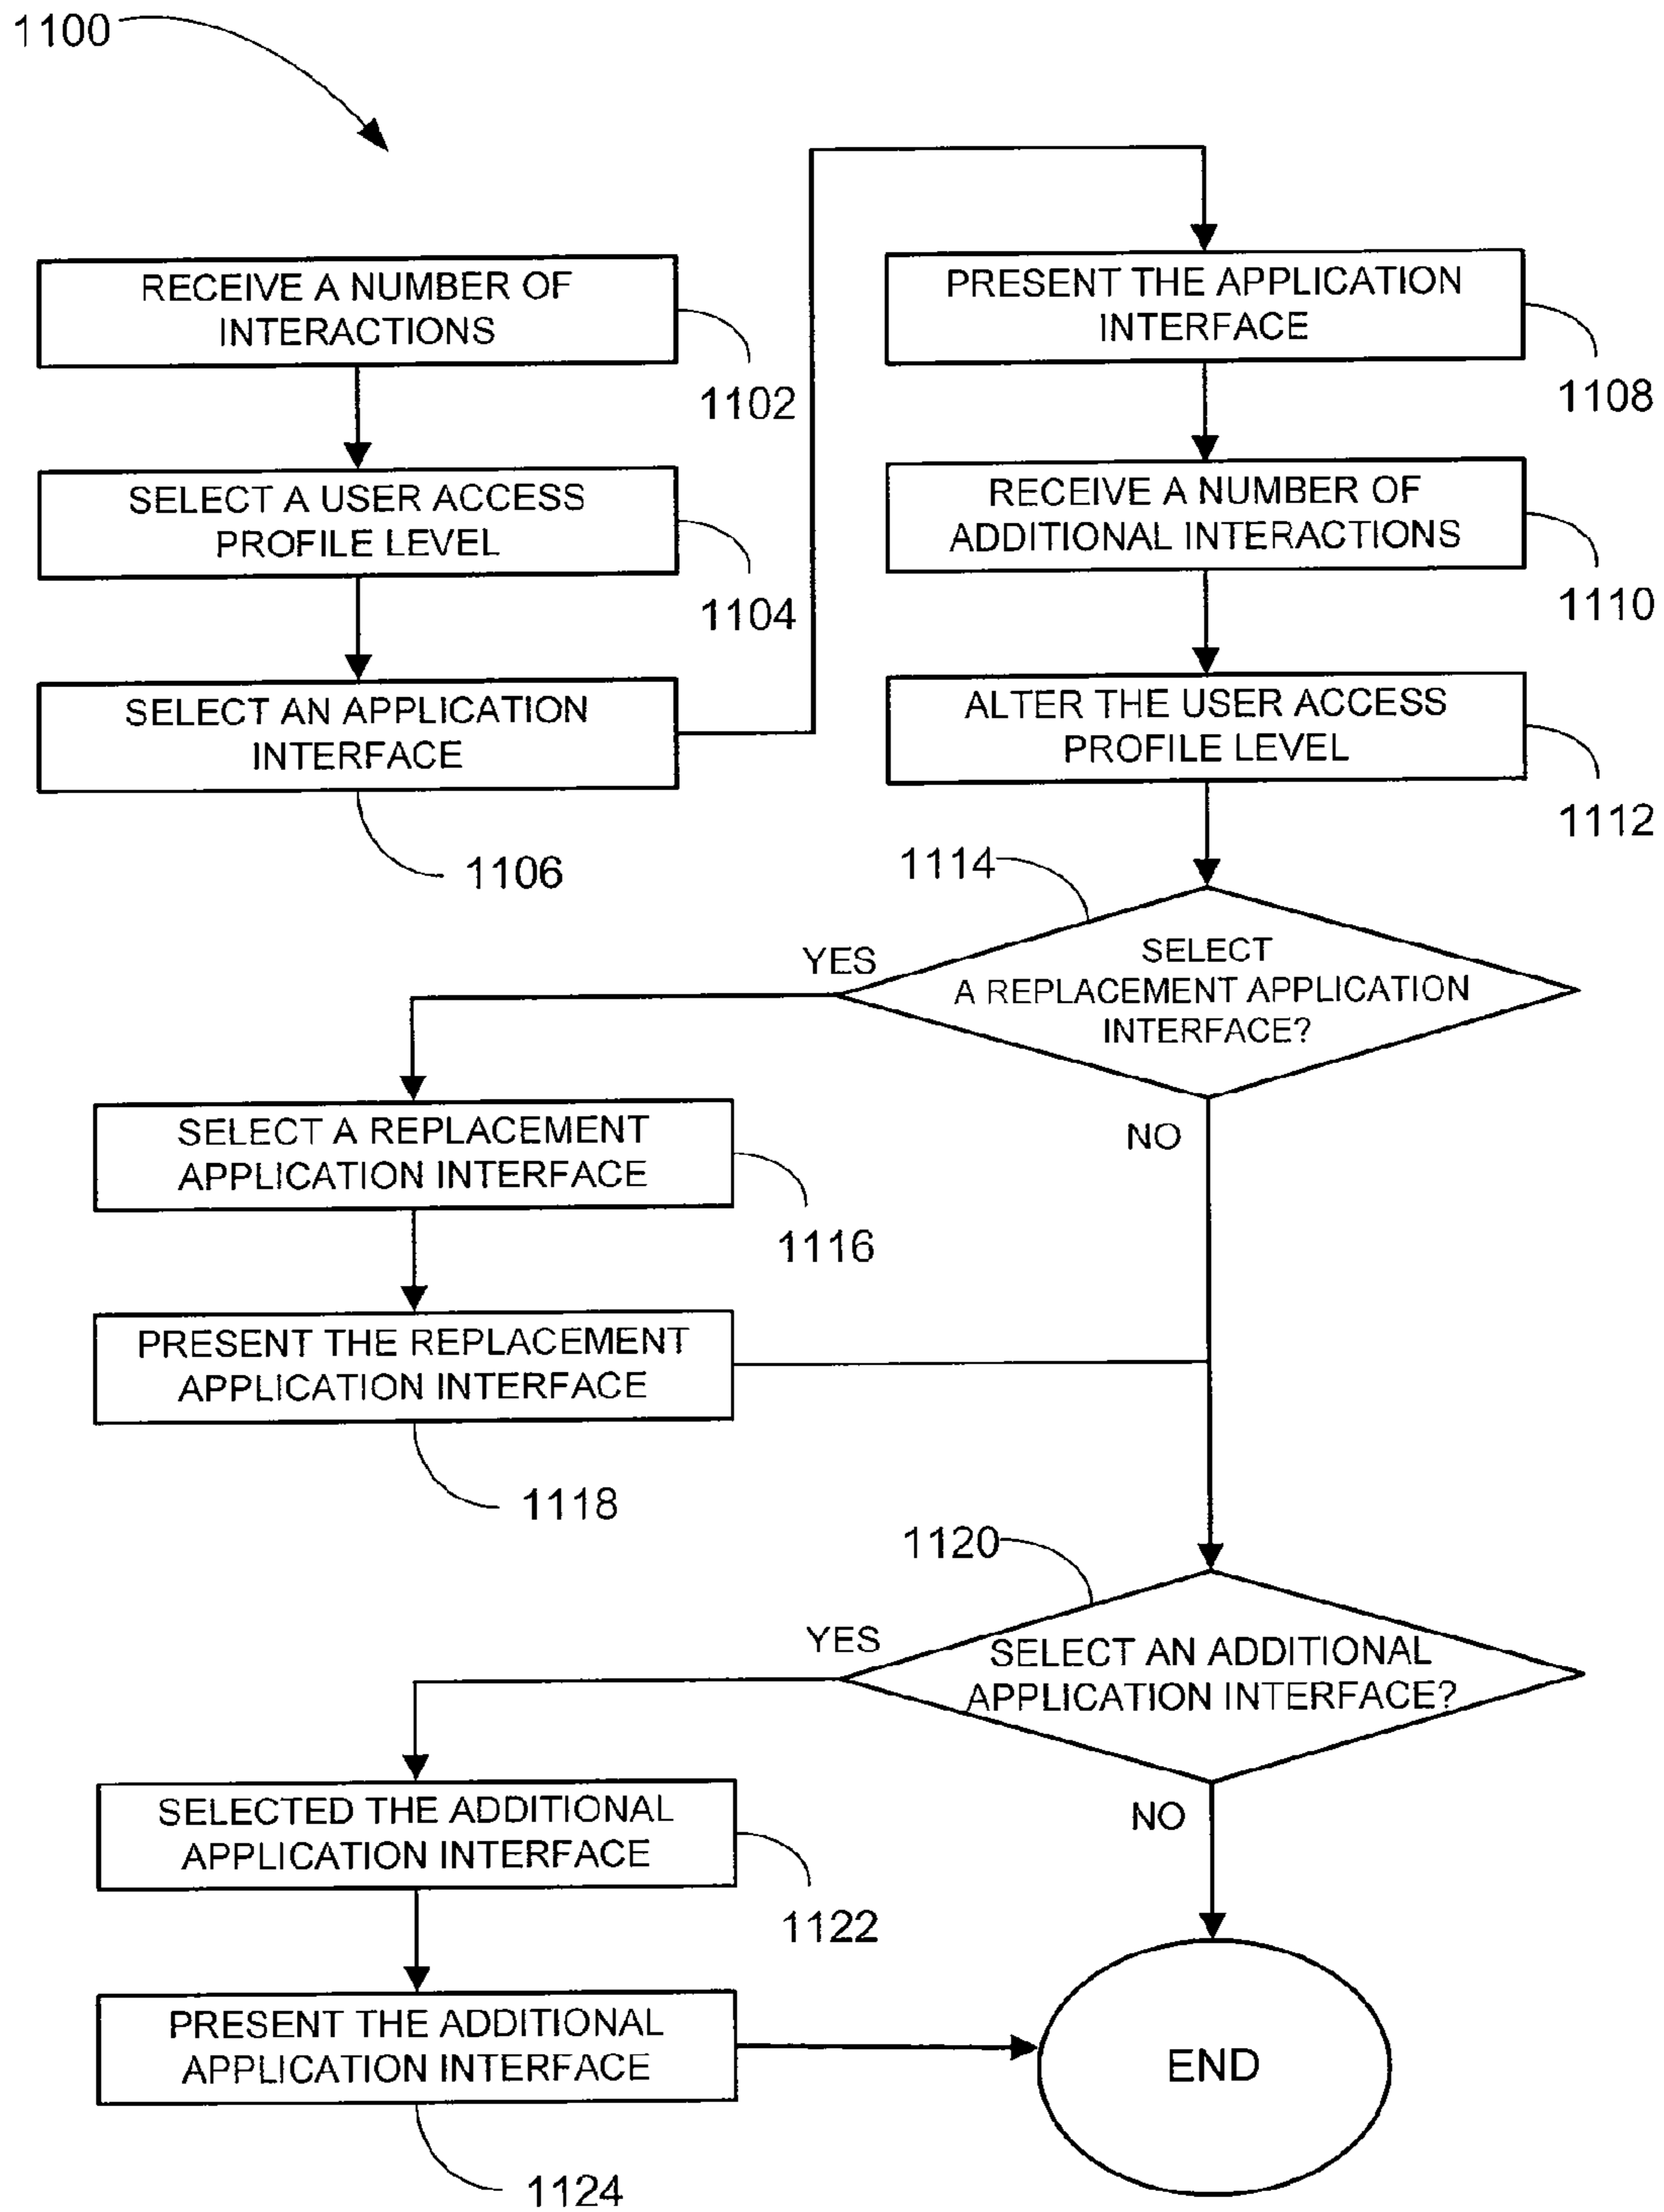 1100
RECEIVE A NUMBER OF
INTERACTIONS
1102
SELECT A USER ACCESS
PROFILE LEVEL
1104
SELECT AN APPLICATION
INTERFACE
1106
PRESENT THE APPLICATION
INTERFACE
1108
RECEIVE A NUMBER OF
ADDITIONAL INTERACTIONS
1110
ALTER THE USER ACCESS
PROFILE LEVEL
1112
1114
SELECT
A REPLACEMENT APPLICATION
INTERFACE?
YES
NO
SELECT A REPLACEMENT
APPLICATION INTERFACE
1116
PRESENT THE REPLACEMENT
APPLICATION INTERFACE
1118
1120
SELECT AN ADDITIONAL
APPLICATION INTERFACE?
YES
NO
SELECTED THE ADDITIONAL
APPLICATION INTERFACE
1122
PRESENT THE ADDITIONAL
APPLICATION INTERFACE
1124
END